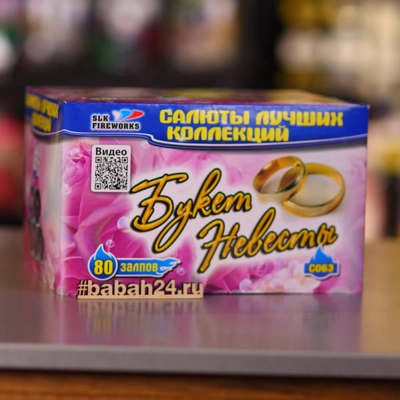 SLK
FIREWORKS
САЛЮТЫ ЛУЧШИХ
КОЛЛЕКЦИЙ
Видео
Букет
Невесты
80 ЗАЛПОВ
С063
#babah24.ru